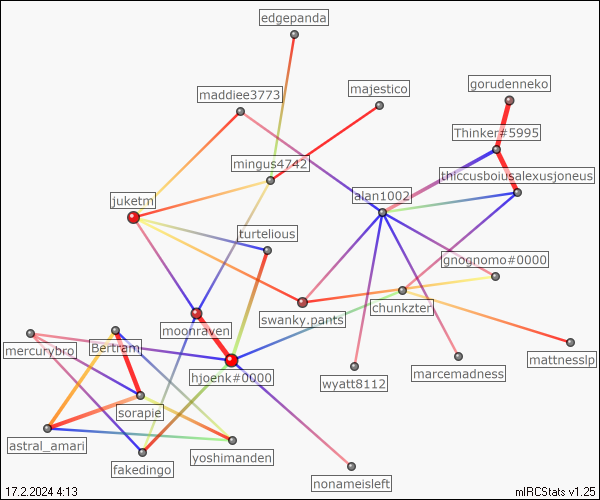 edgepanda
gorudenneko
majestico
maddiee3773
Thinker#5995
mingus4742
thiccusboiusalexusjoneus
alan1002
juketm
turtelious
gnognomo#0000
chunkzter
swanky.pants
moonraven
Bertram
mercurybro
mattnesslp
marcemadness
hjoenk#0000
wyatt8112
sorapie
astral_amari
yoshimanden
fakedingo
nonameisleft
17.2.2024 4:13
mIRCStats v1.25